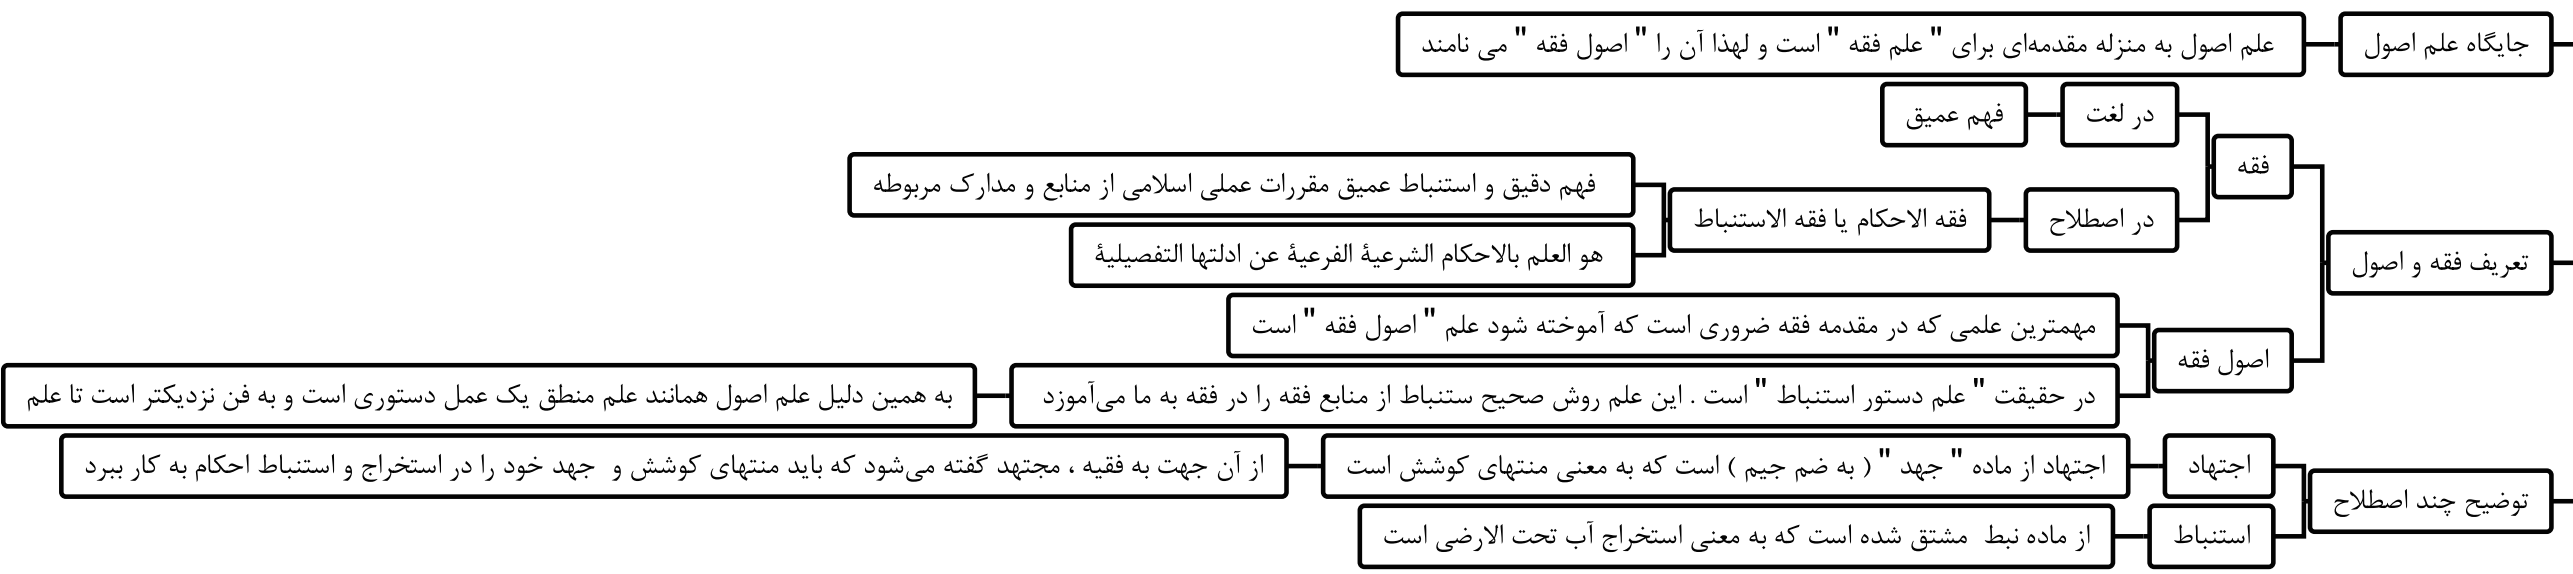 جایگاه علم اصول
علم اصول به منزله مقدمه‌ای برای " علم فقه " است و لهذا آن را " اصول فقه " می نامند
تعریف فقه و اصول
فقه
در لغت
فهم عمیق
در اصطلاح
فقه الاحکام یا فقه الاستنباط
فهم دقیق و استنباط عمیق مقررات عملی اسلامی از منابع و مدارک مربوطه
هو العلم بالاحکام الشرعیهٔ الفرعیهٔ عن ادلتها التفصیلیهٔ
اصول فقه
مهمترین علمی که در مقدمه فقه ضروری است که آموخته شود علم " اصول فقه " است
در حقیقت " علم دستور استنباط " است . این علم روش صحیح ستنباط از منابع فقه را در فقه به ما می‌آموزد
به همین دلیل علم اصول همانند علم منطق یک عمل دستوری است و به فن نزدیکتر است تا علم
توضیح چند اصطلاح
اجتهاد
اجتهاد از ماده " جهد " ( به ضم جیم ) است که به معنی منتهای کوشش است
از آن جهت به فقیه ، مجتهد گفته می‌شود که باید منتهای کوشش و جهد خود را در استخراج و استنباط احکام به کار ببرد
استنباط
از ماده نبط مشتق شده است که به معنی استخراج آب تحت الارضی است